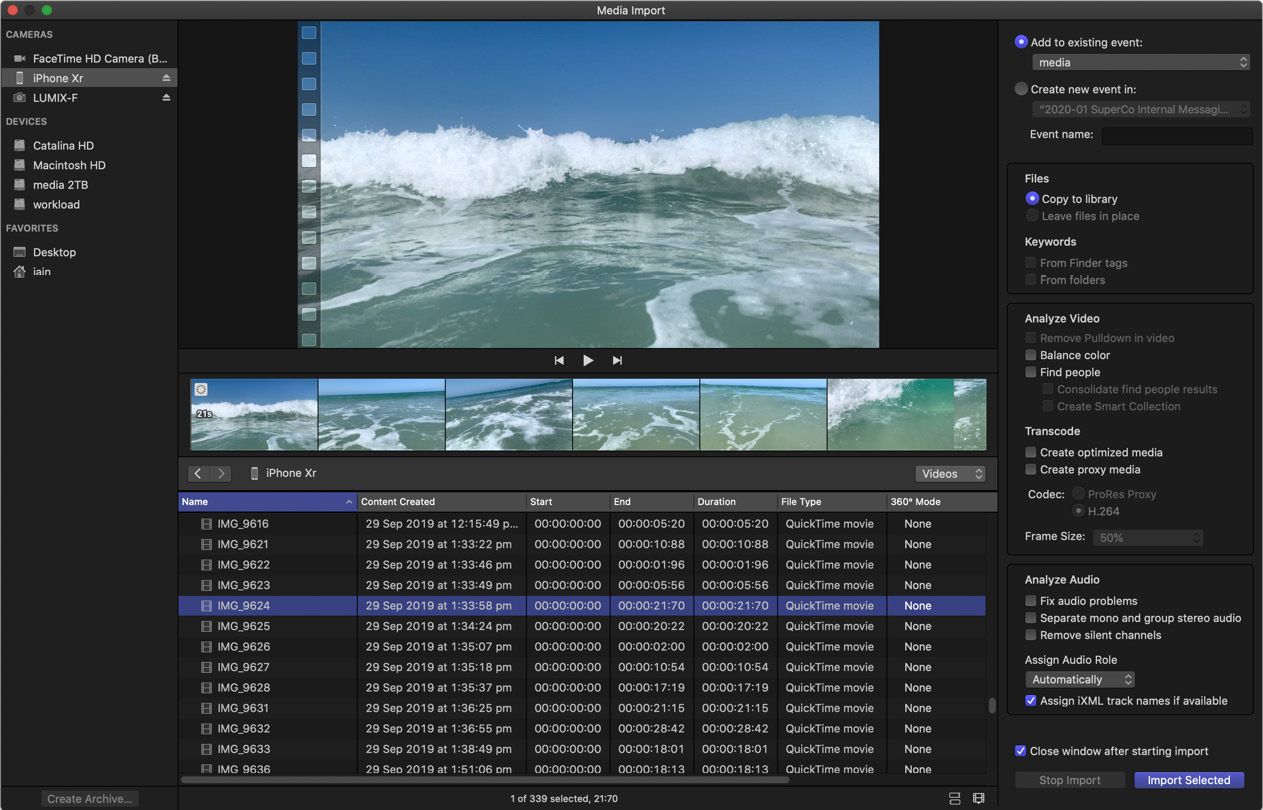 Media Import
CAMERAS
FaceTime HD Camera (B...
iPhone Xr
LUMIX-F
DEVICES
Catalina HD
Macintosh HD
media 2TB
workload
FAVORITES
Desktop
iain
Create Archive...
21s
iPhone Xr
Videos
Name Content Created Start End Duration File Type 360° Mode
IMG_9616 29 Sep 2019 at 12:15:49 p... 00:00:00:00 00:00:05:20 00:00:05:20 QuickTime movie None
IMG_9621 29 Sep 2019 at 1:33:22 pm 00:00:00:00 00:00:10:88 00:00:10:88 QuickTime movie None
IMG_9622 29 Sep 2019 at 1:33:46 pm 00:00:00:00 00:00:01:96 00:00:01:96 QuickTime movie None
IMG_9623 29 Sep 2019 at 1:33:49 pm 00:00:00:00 00:00:05:56 00:00:05:56 QuickTime movie None
IMG_9624 29 Sep 2019 at 1:33:58 pm 00:00:00:00 00:00:21:70 00:00:21:70 QuickTime movie None
IMG_9625 29 Sep 2019 at 1:34:24 pm 00:00:00:00 00:00:20:22 00:00:20:22 QuickTime movie None
IMG_9626 29 Sep 2019 at 1:35:07 pm 00:00:00:00 00:00:02:00 00:00:02:00 QuickTime movie None
IMG_9627 29 Sep 2019 at 1:35:18 pm 00:00:00:00 00:00:10:54 00:00:10:54 QuickTime movie None
IMG_9628 29 Sep 2019 at 1:35:37 pm 00:00:00:00 00:00:17:19 00:00:17:19 QuickTime movie None
IMG_9631 29 Sep 2019 at 1:36:25 pm 00:00:00:00 00:00:21:15 00:00:21:15 QuickTime movie None
IMG_9632 29 Sep 2019 at 1:36:55 pm 00:00:00:00 00:00:28:42 00:00:28:42 QuickTime movie None
IMG_9633 29 Sep 2019 at 1:38:49 pm 00:00:00:00 00:00:18:01 00:00:18:01 QuickTime movie None
IMG_9636 29 Sep 2019 at 1:51:06 pm 00:00:00:00 00:00:18:13 00:00:18:13 QuickTime movie None
1 of 339 selected, 21:70
Add to existing event:
media
Create new event in:
"2020-01 SuperCo Internal Messagi...
Event name:
Files
Copy to library
Leave files in place
Keywords
From Finder tags
From folders
Analyze Video
Remove Pulldown in video
Balance color
Find people
Consolidate find people results
Create Smart Collection
Transcode
Create optimized media
Create proxy media
Codec: ProRes Proxy
H.264
Frame Size: 50%
Analyze Audio
Fix audio problems
Separate mono and group stereo audio
Remove silent channels
Assign Audio Role
Automatically
Assign iXML track names if available
Close window after starting import
Stop Import Import Selected